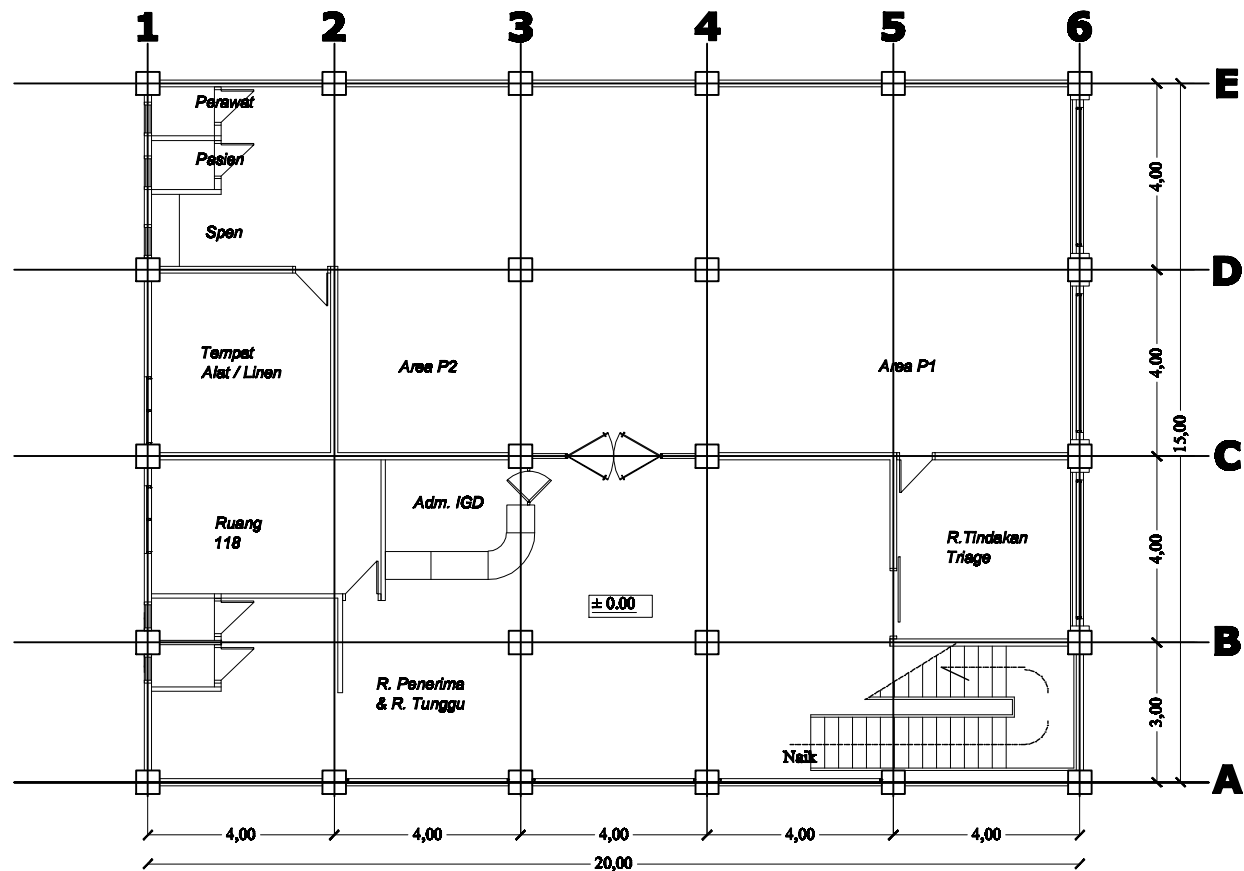 1
2
3
4
5
6
E
Perawat
Pasien
4,00
Spen
D
Tempat
Alat / Linen
Area P2
Area P1
4,00
15,00
C
Adm. IGD
Ruang
118
R.Tindakan
Triage
4,00
± 0.00
B
R. Penerima
& R. Tunggu
3,00
Naik
A
4,00
4,00
4,00
4,00
4,00
20,00